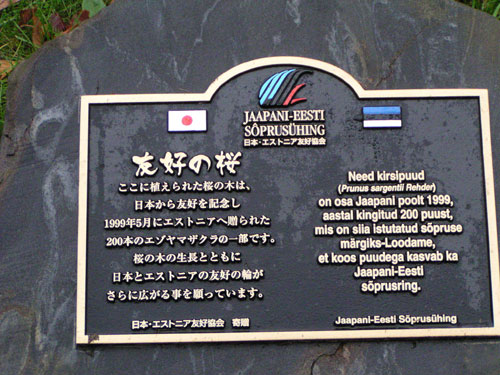 JAAPANI-EESTI
SÕPRUSÜHING
日本・エストニア友好協会
友好の桜
ここに植えられた桜の木は、
日本から友好を記念し
1999年5月にエストニアへ贈られた
200本のエゾヤマザクラの一部です。
桜の木の生長とともに
日本とエストニアの友好の輪が
さらに広がる事を願っています。
日本・エストニア友好協会 寄贈
Need kirsipuud
(Prunus sargentii Rehder)
on osa Jaapani poolt 1999,
aastal kingitud 200 puust,
mis on siia istutatud sõpruse
märgiks-Loodame,
et koos puudega kasvab ka
Jaapani-Eesti
sõprusring.
Jaapani-Eesti Sõprusühing